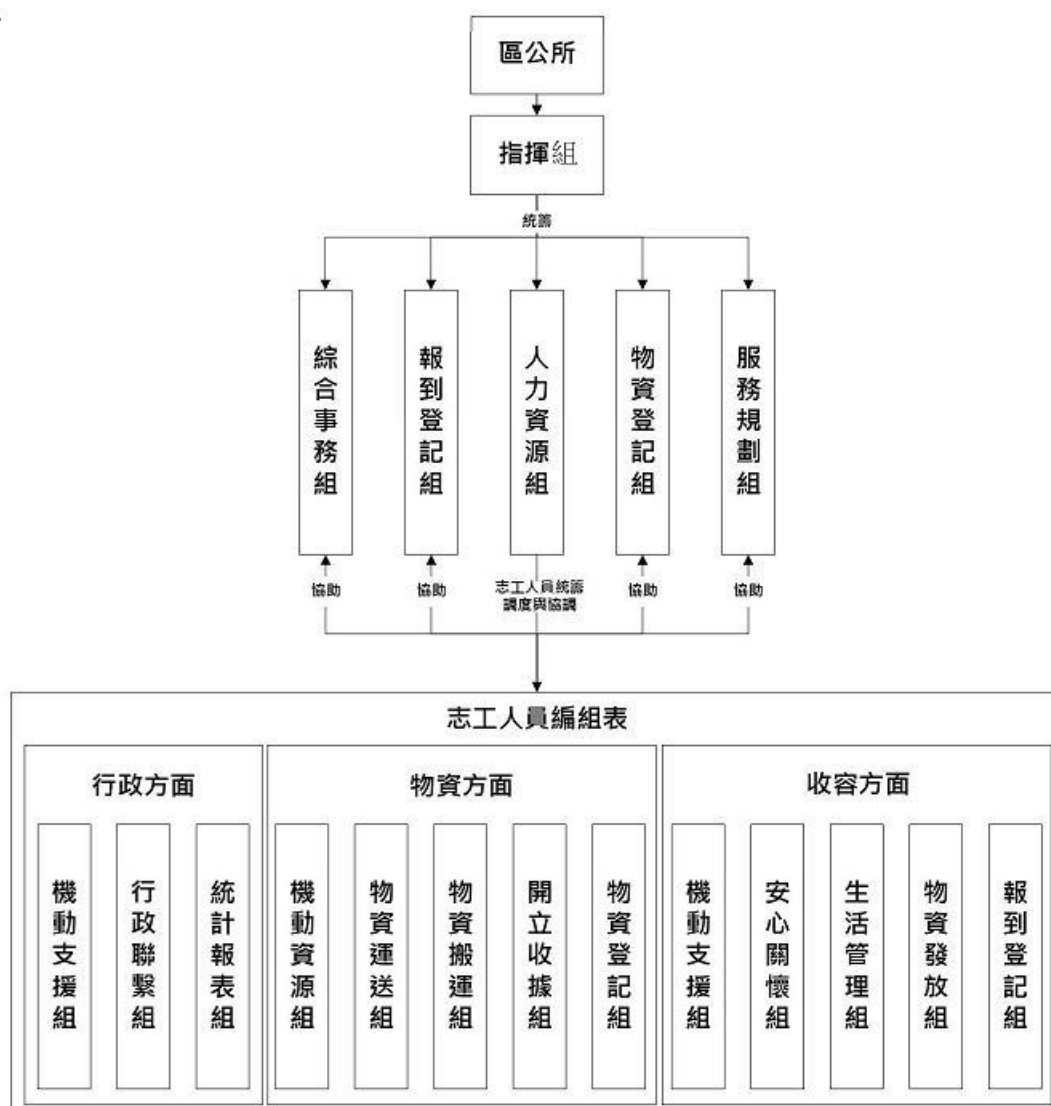 區公所
指揮組
統籌
綜合事務組
報到登記組
人力資源組
物資登記組
服務規劃組
協助
協助
志工人員統籌
調度與協調
協助
協助
志工人員編組表
行政方面
機動支援組
行政聯繫組
統計報表組
物資方面
機動資源組
物資運送組
物資搬運組
開立收據組
物資登記組
收容方面
機動支援組
安心關懷組
生活管理組
物資發放組
報到登記組